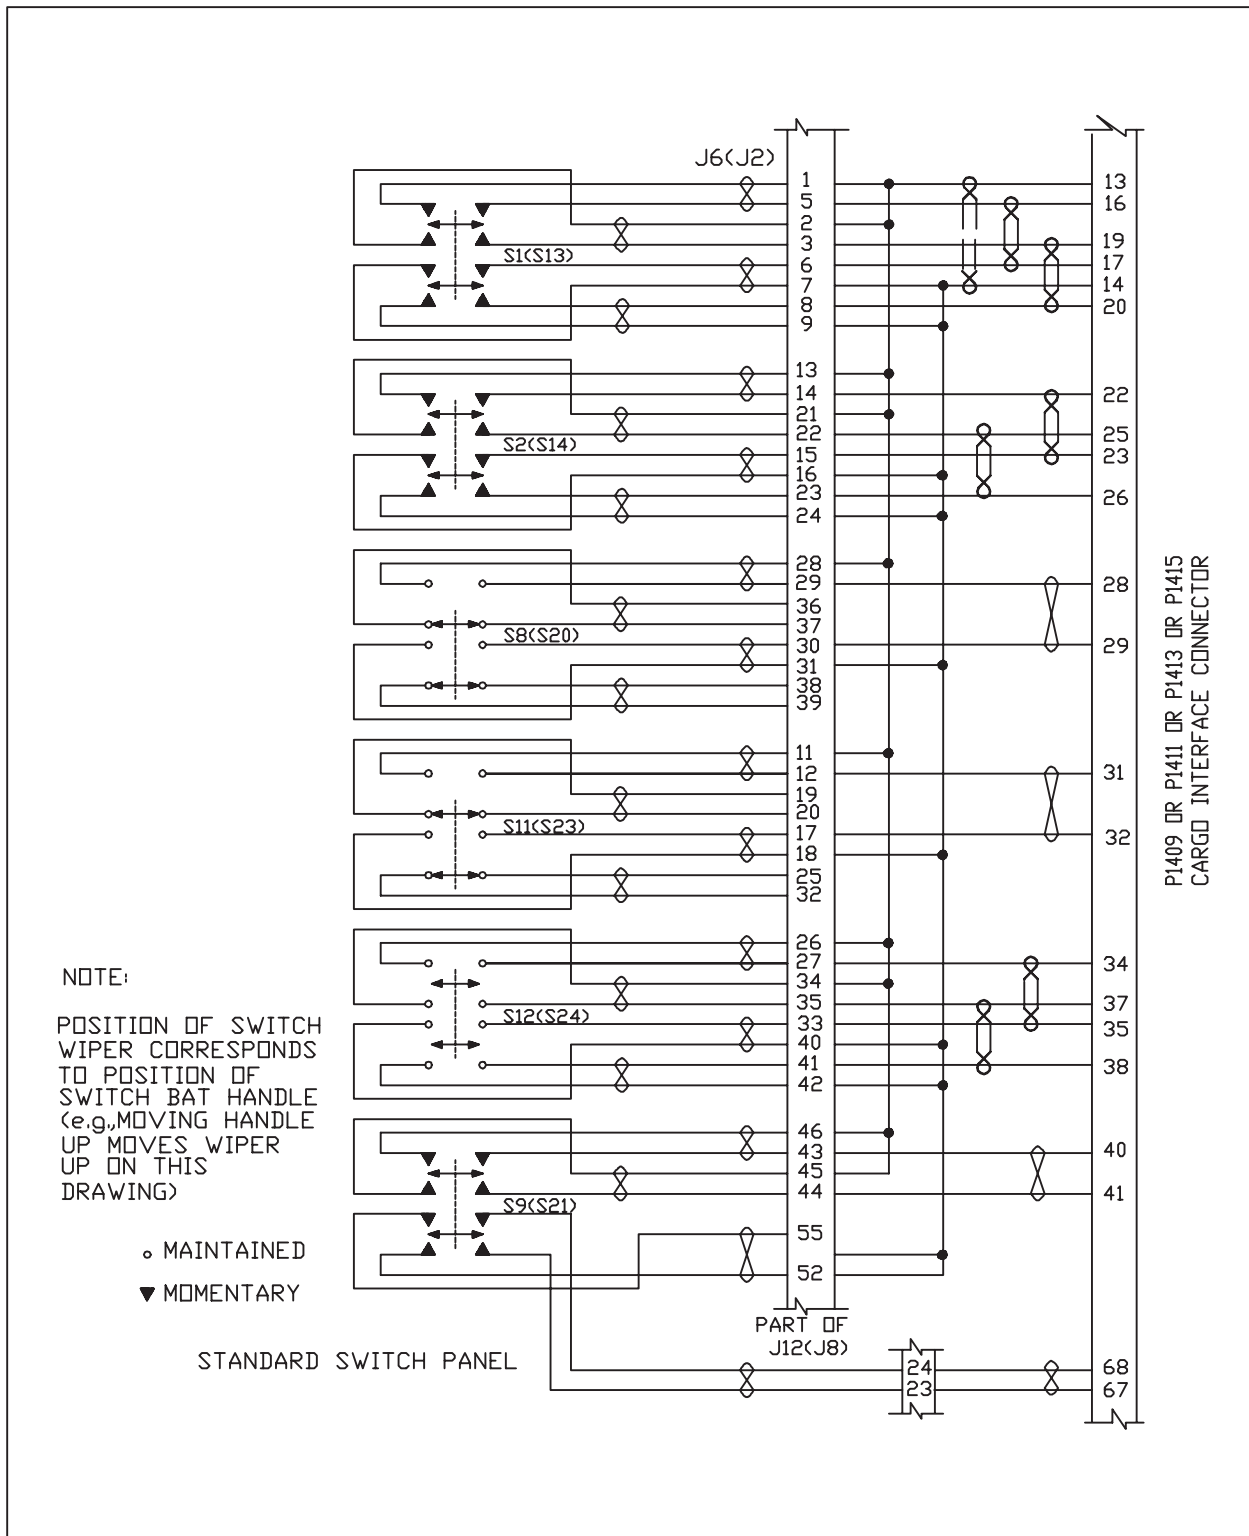 J6(J2)
1 13
5 16
2
3 19
S1(S13)
6 17
7 14
8 20
9
13
14 22
21
22 25
S2(S14)
15 23
16
23 26
24
28
29 28
36
37
S8(S20)
30 29
31
38
39
11
12 31
19
20
S11(S23)
17 32
18
25
32
26
27 34
34
35 37
S12(S24)
33 35
40
41 38
42
46
43 40
45
44 41
S9(S21)
55
52
PART OF
J12(J8)
24 68
23 67
P1409 OR P1411 OR P1413 OR P1415
CARGO INTERFACE CONNECTOR
NOTE:
POSITION OF SWITCH
WIPER CORRESPONDS
TO POSITION OF
SWITCH BAT HANDLE
(e.g.,MOVING HANDLE
UP MOVES WIPER
UP ON THIS
DRAWING)
MAINTAINED
MOMENTARY
STANDARD SWITCH PANEL